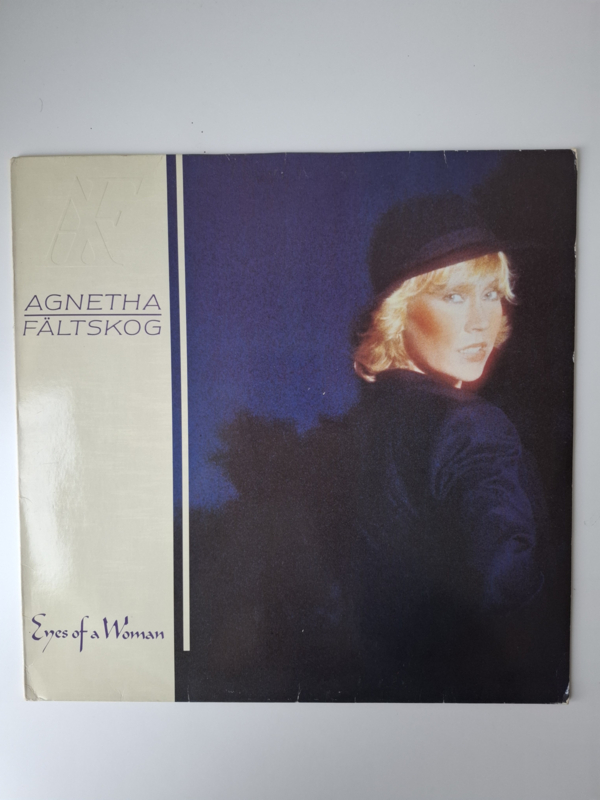 AGNETHA
FÄLTSKOG
Eyes of a Woman